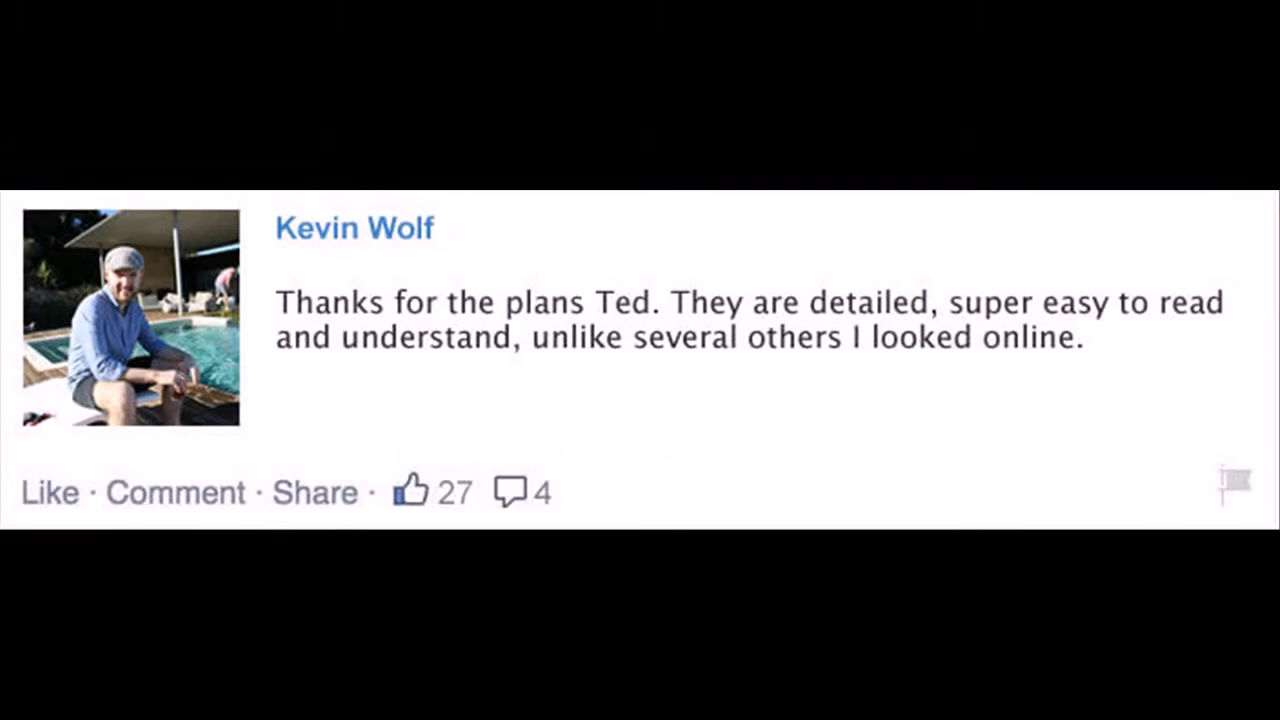 Kevin Wolf
Thanks for the plans Ted. They are detailed, super easy to read
and understand, unlike several others I looked online.
Like · Comment · Share · 27 4